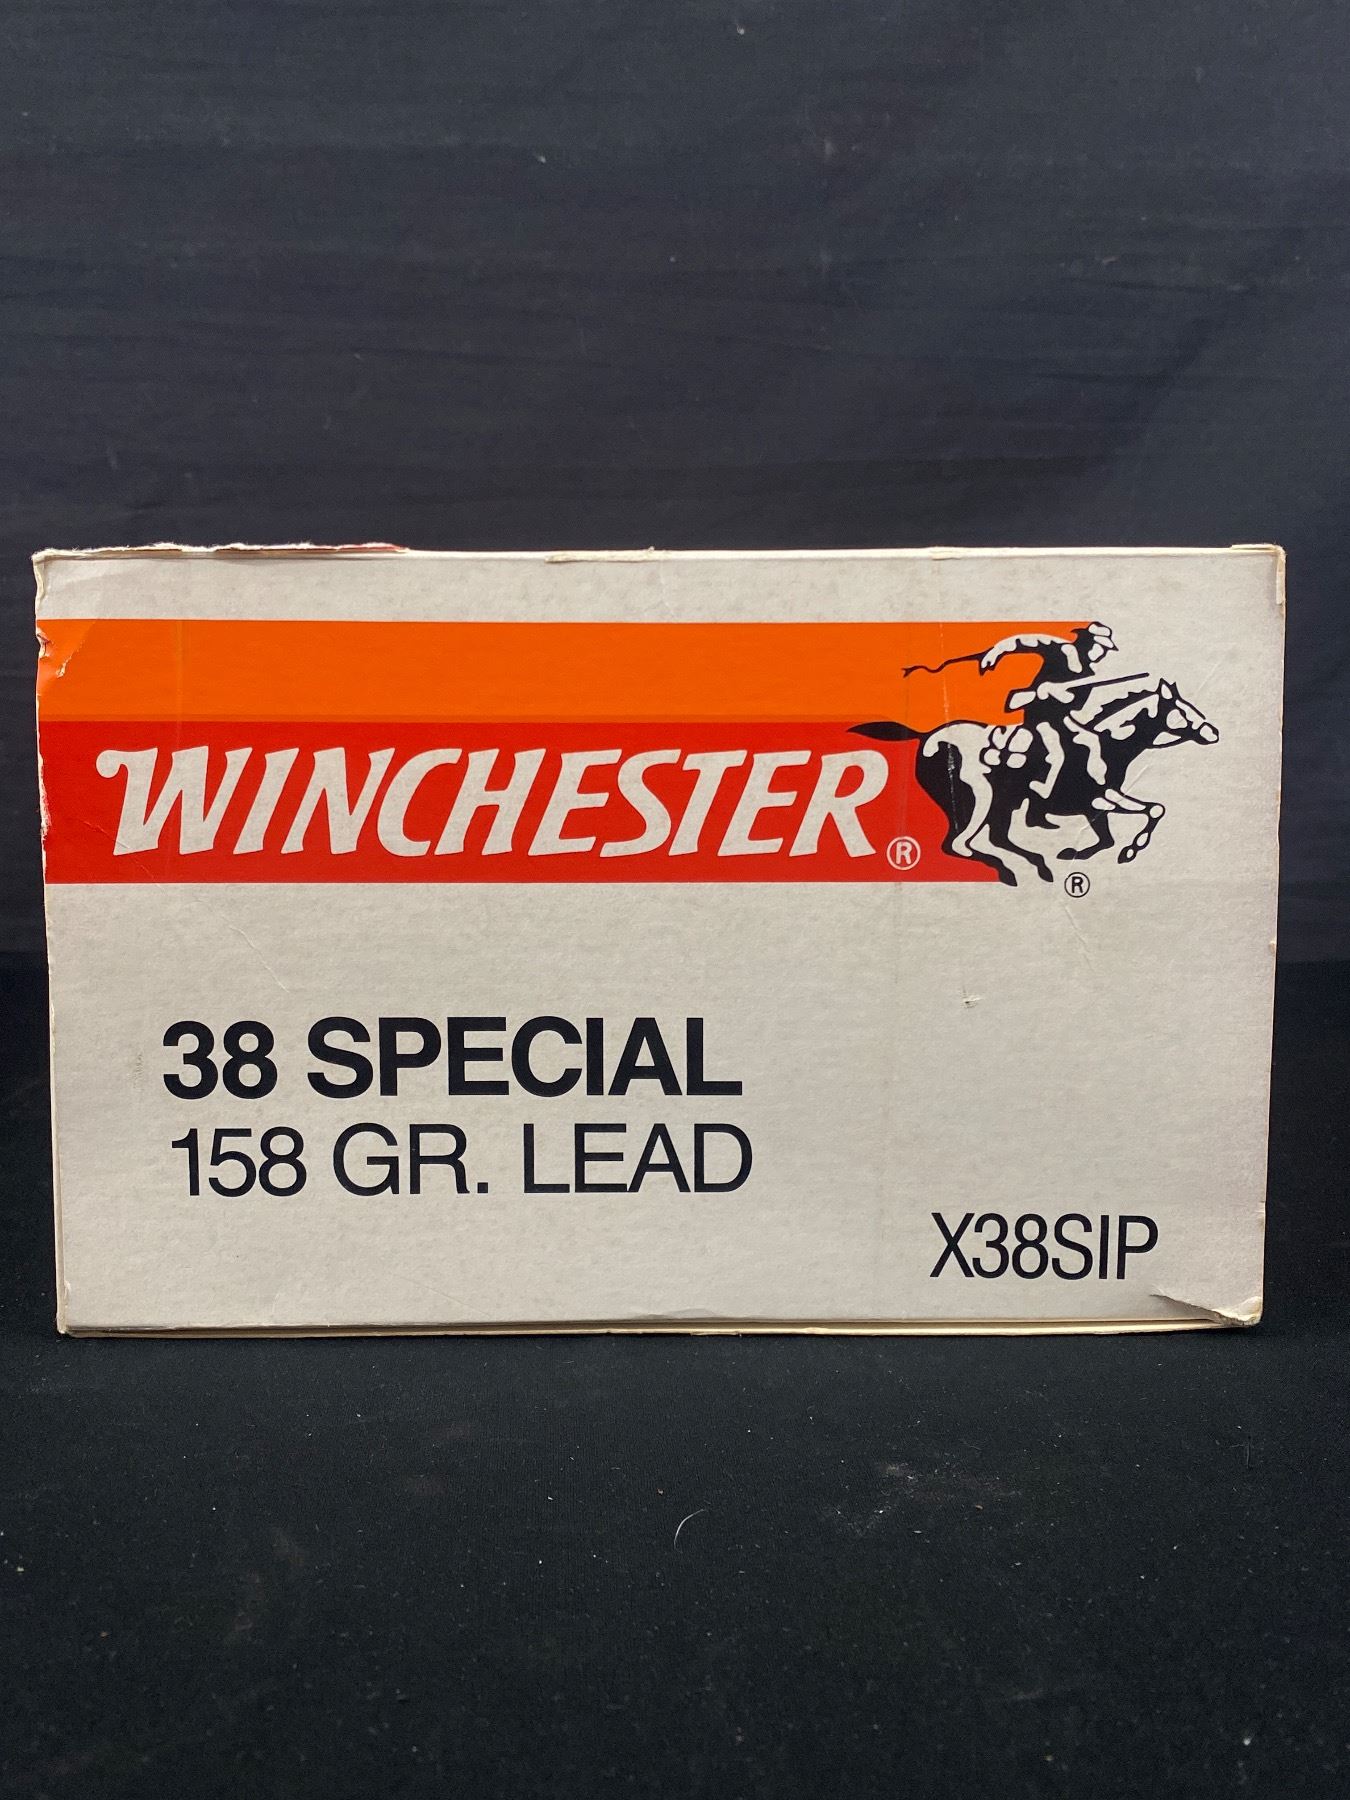 WINCHESTER®
®
38 SPECIAL
158 GR. LEAD
X38SIP